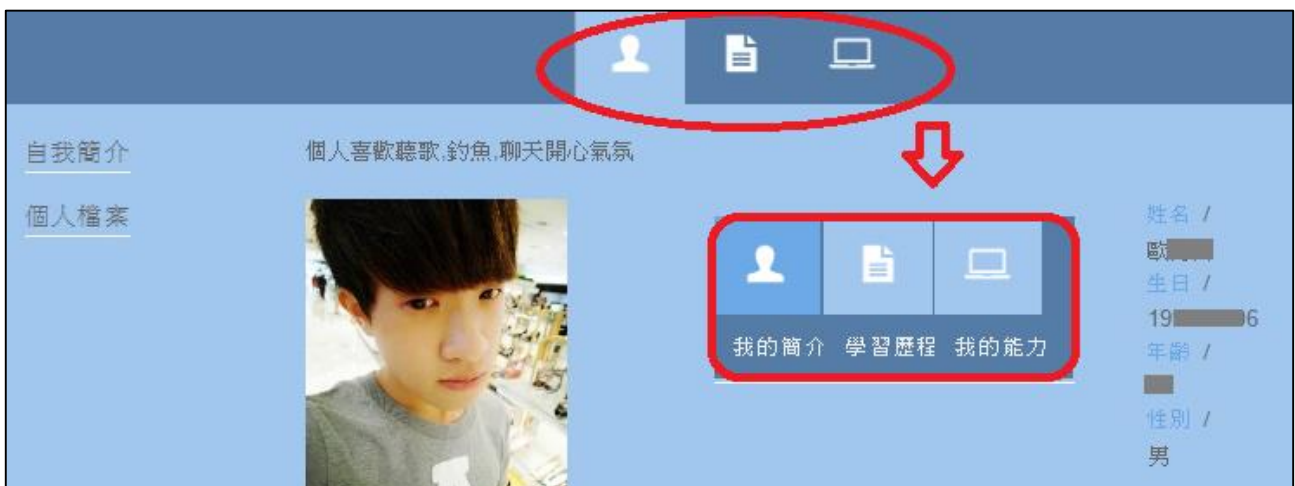 自我簡介
個人檔案
個人喜歡聽歌,釣魚,聊天開心氣氛
我的簡介 學習歷程 我的能力
姓名 /
歐
生日 /
19 6
年齡 /
性別 /
男